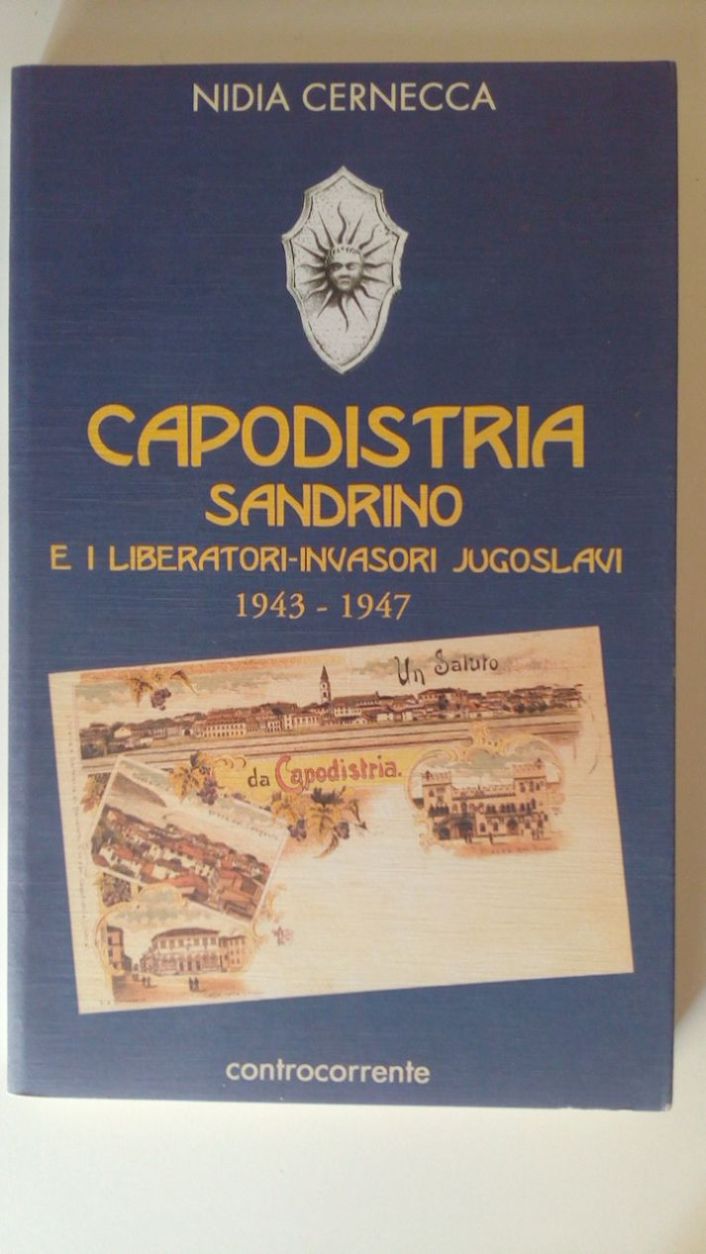 NIDIA CERNECCA
CAPODISTRIA
SANDRINO
E I LIBERATORI-INVASORI JUGOSLAVI
1943 - 1947
Un Saluto
da Capodistria.
controcorrente